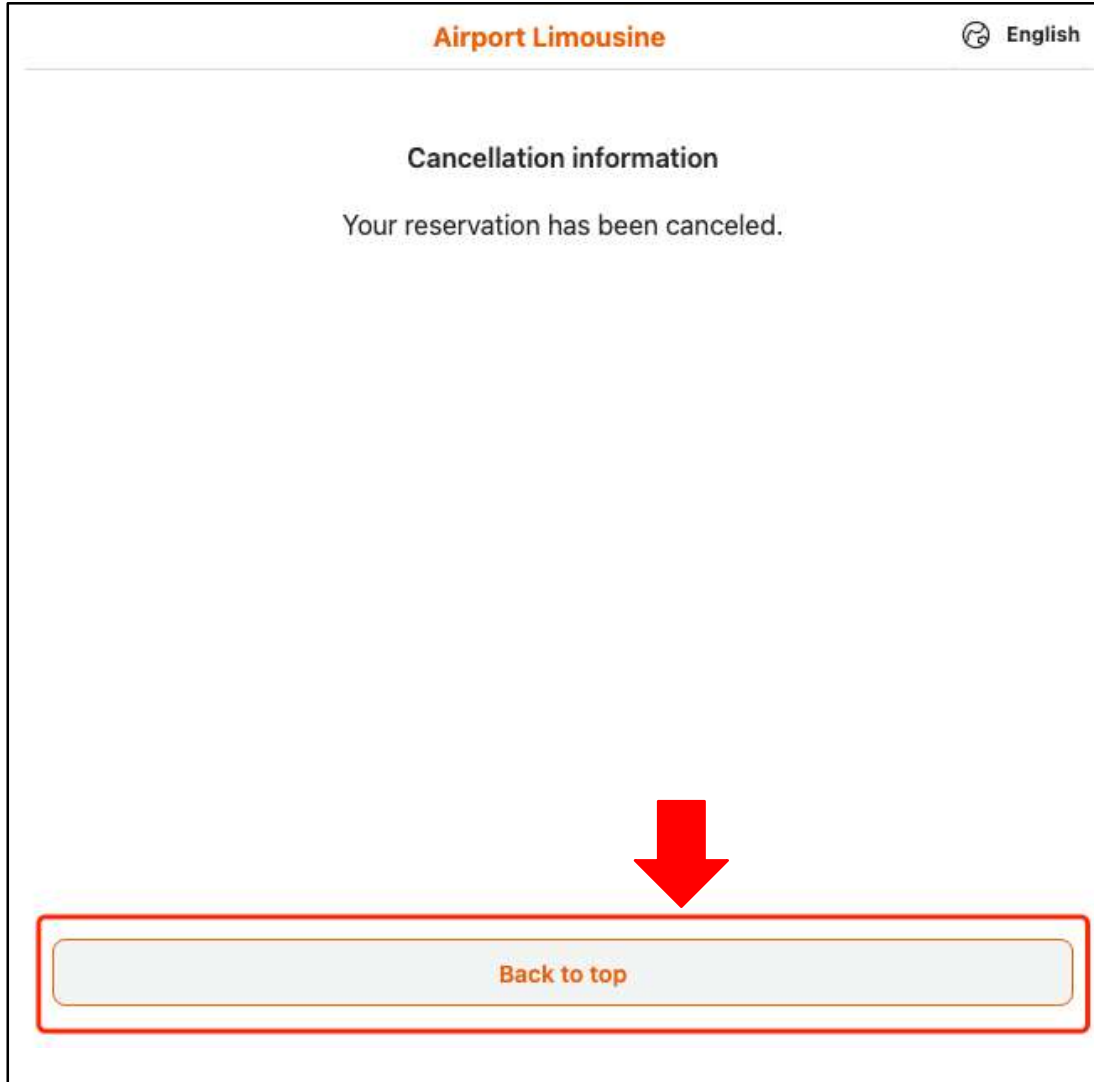 Airport Limousine
English
Cancellation information
Your reservation has been canceled.
Back to top